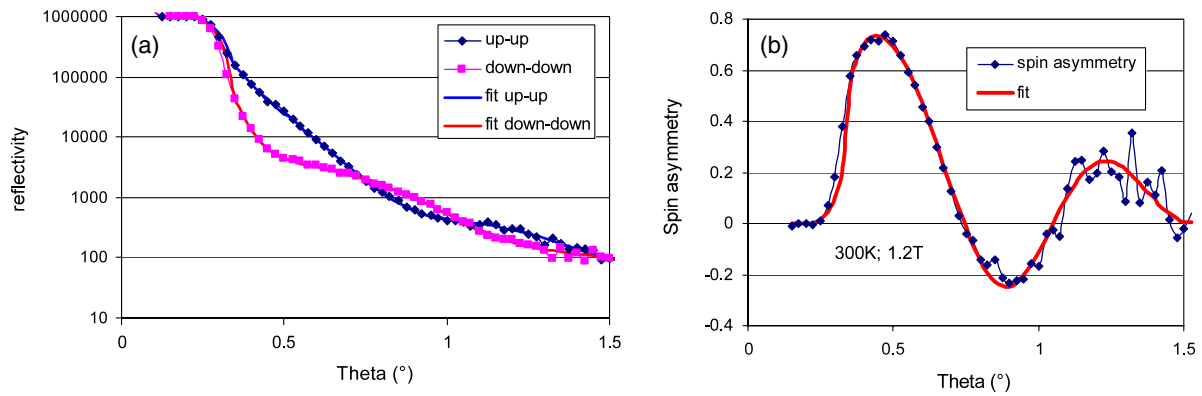 (a)
1000000
100000
10000
1000
100
10
reflectivity
0
0.5
1
1.5
Theta (°)
up-up
down-down
fit up-up
fit down-down
(b)
0.8
0.6
0.4
0.2
0
-0.2
-0.4
Spin asymmetry
0
0.5
1
1.5
Theta (°)
spin asymmetry
fit
300K; 1.2T